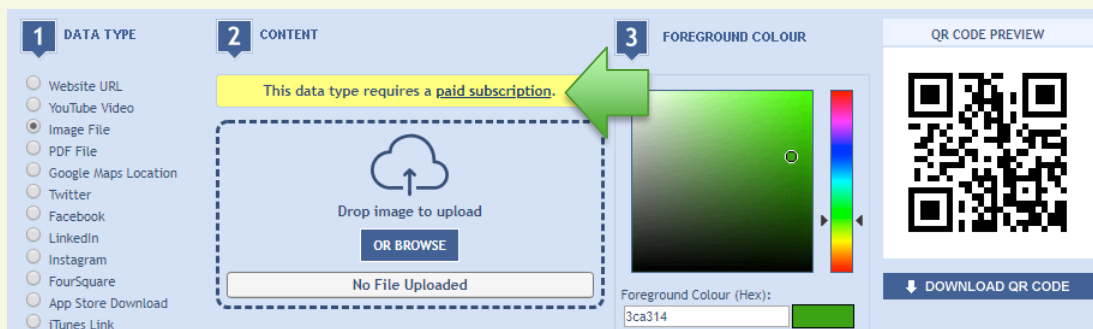 1 DATA TYPE
Website URL
YouTube Video
Image File
PDF File
Google Maps Location
Twitter
Facebook
LinkedIn
Instagram
FourSquare
App Store Download
iTunes Link
2 CONTENT
This data type requires a paid subscription.
Drop image to upload
OR BROWSE
No File Uploaded
3 FOREGROUND COLOUR
Foreground Colour (Hex):
3ca314
QR CODE PREVIEW
DOWNLOAD QR CODE